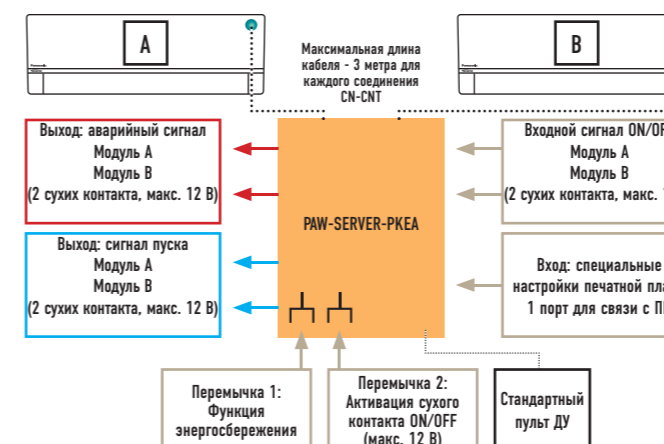 A
B
Максимальная длина
кабеля - 3 метра для
каждого соединения
CN-CNT
Выход: аварийный сигнал
Модуль A
Модуль B
(2 сухих контакта, макс. 12 В)
Выход: сигнал пуска
Модуль A
Модуль B
(2 сухих контакта, макс. 12 В)
PAW-SERVER-PKEA
Входной сигнал ON/OF
Модуль A
Модуль B
(2 сухих контакта, макс.
Вход: специальные
настройки печатной пла
1 порт для связи с П
Перемычка 1:
Функция
энергосбережения
Перемычка 2:
Активация сухого
контакта ON/OFF
(макс. 12 В)
Стандартный
пульт ДУ